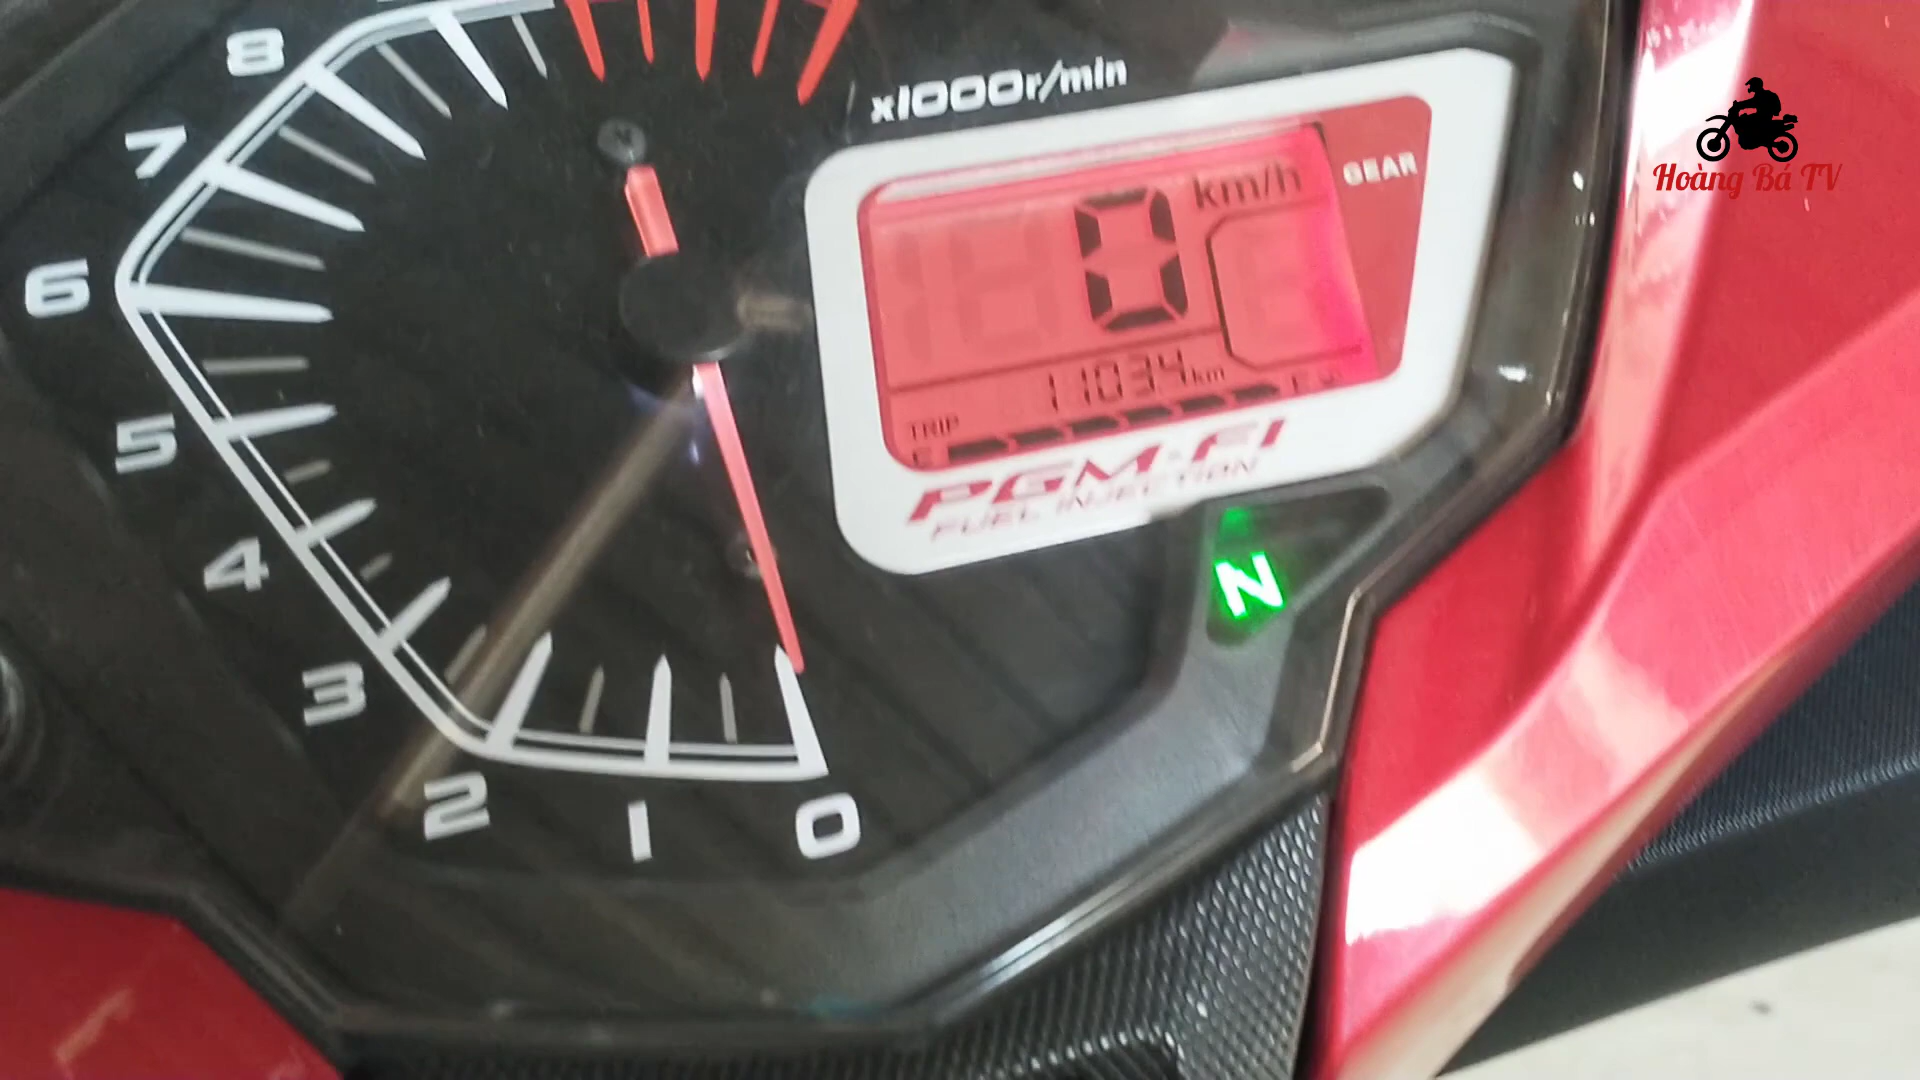 8
7
6
5
4
3
2
1
0
x1000r/min
0 km/h
GEAR
11034km
TRIP
E F
PGM-FI
FUEL INJECTION
N
Hoàng Bá TV